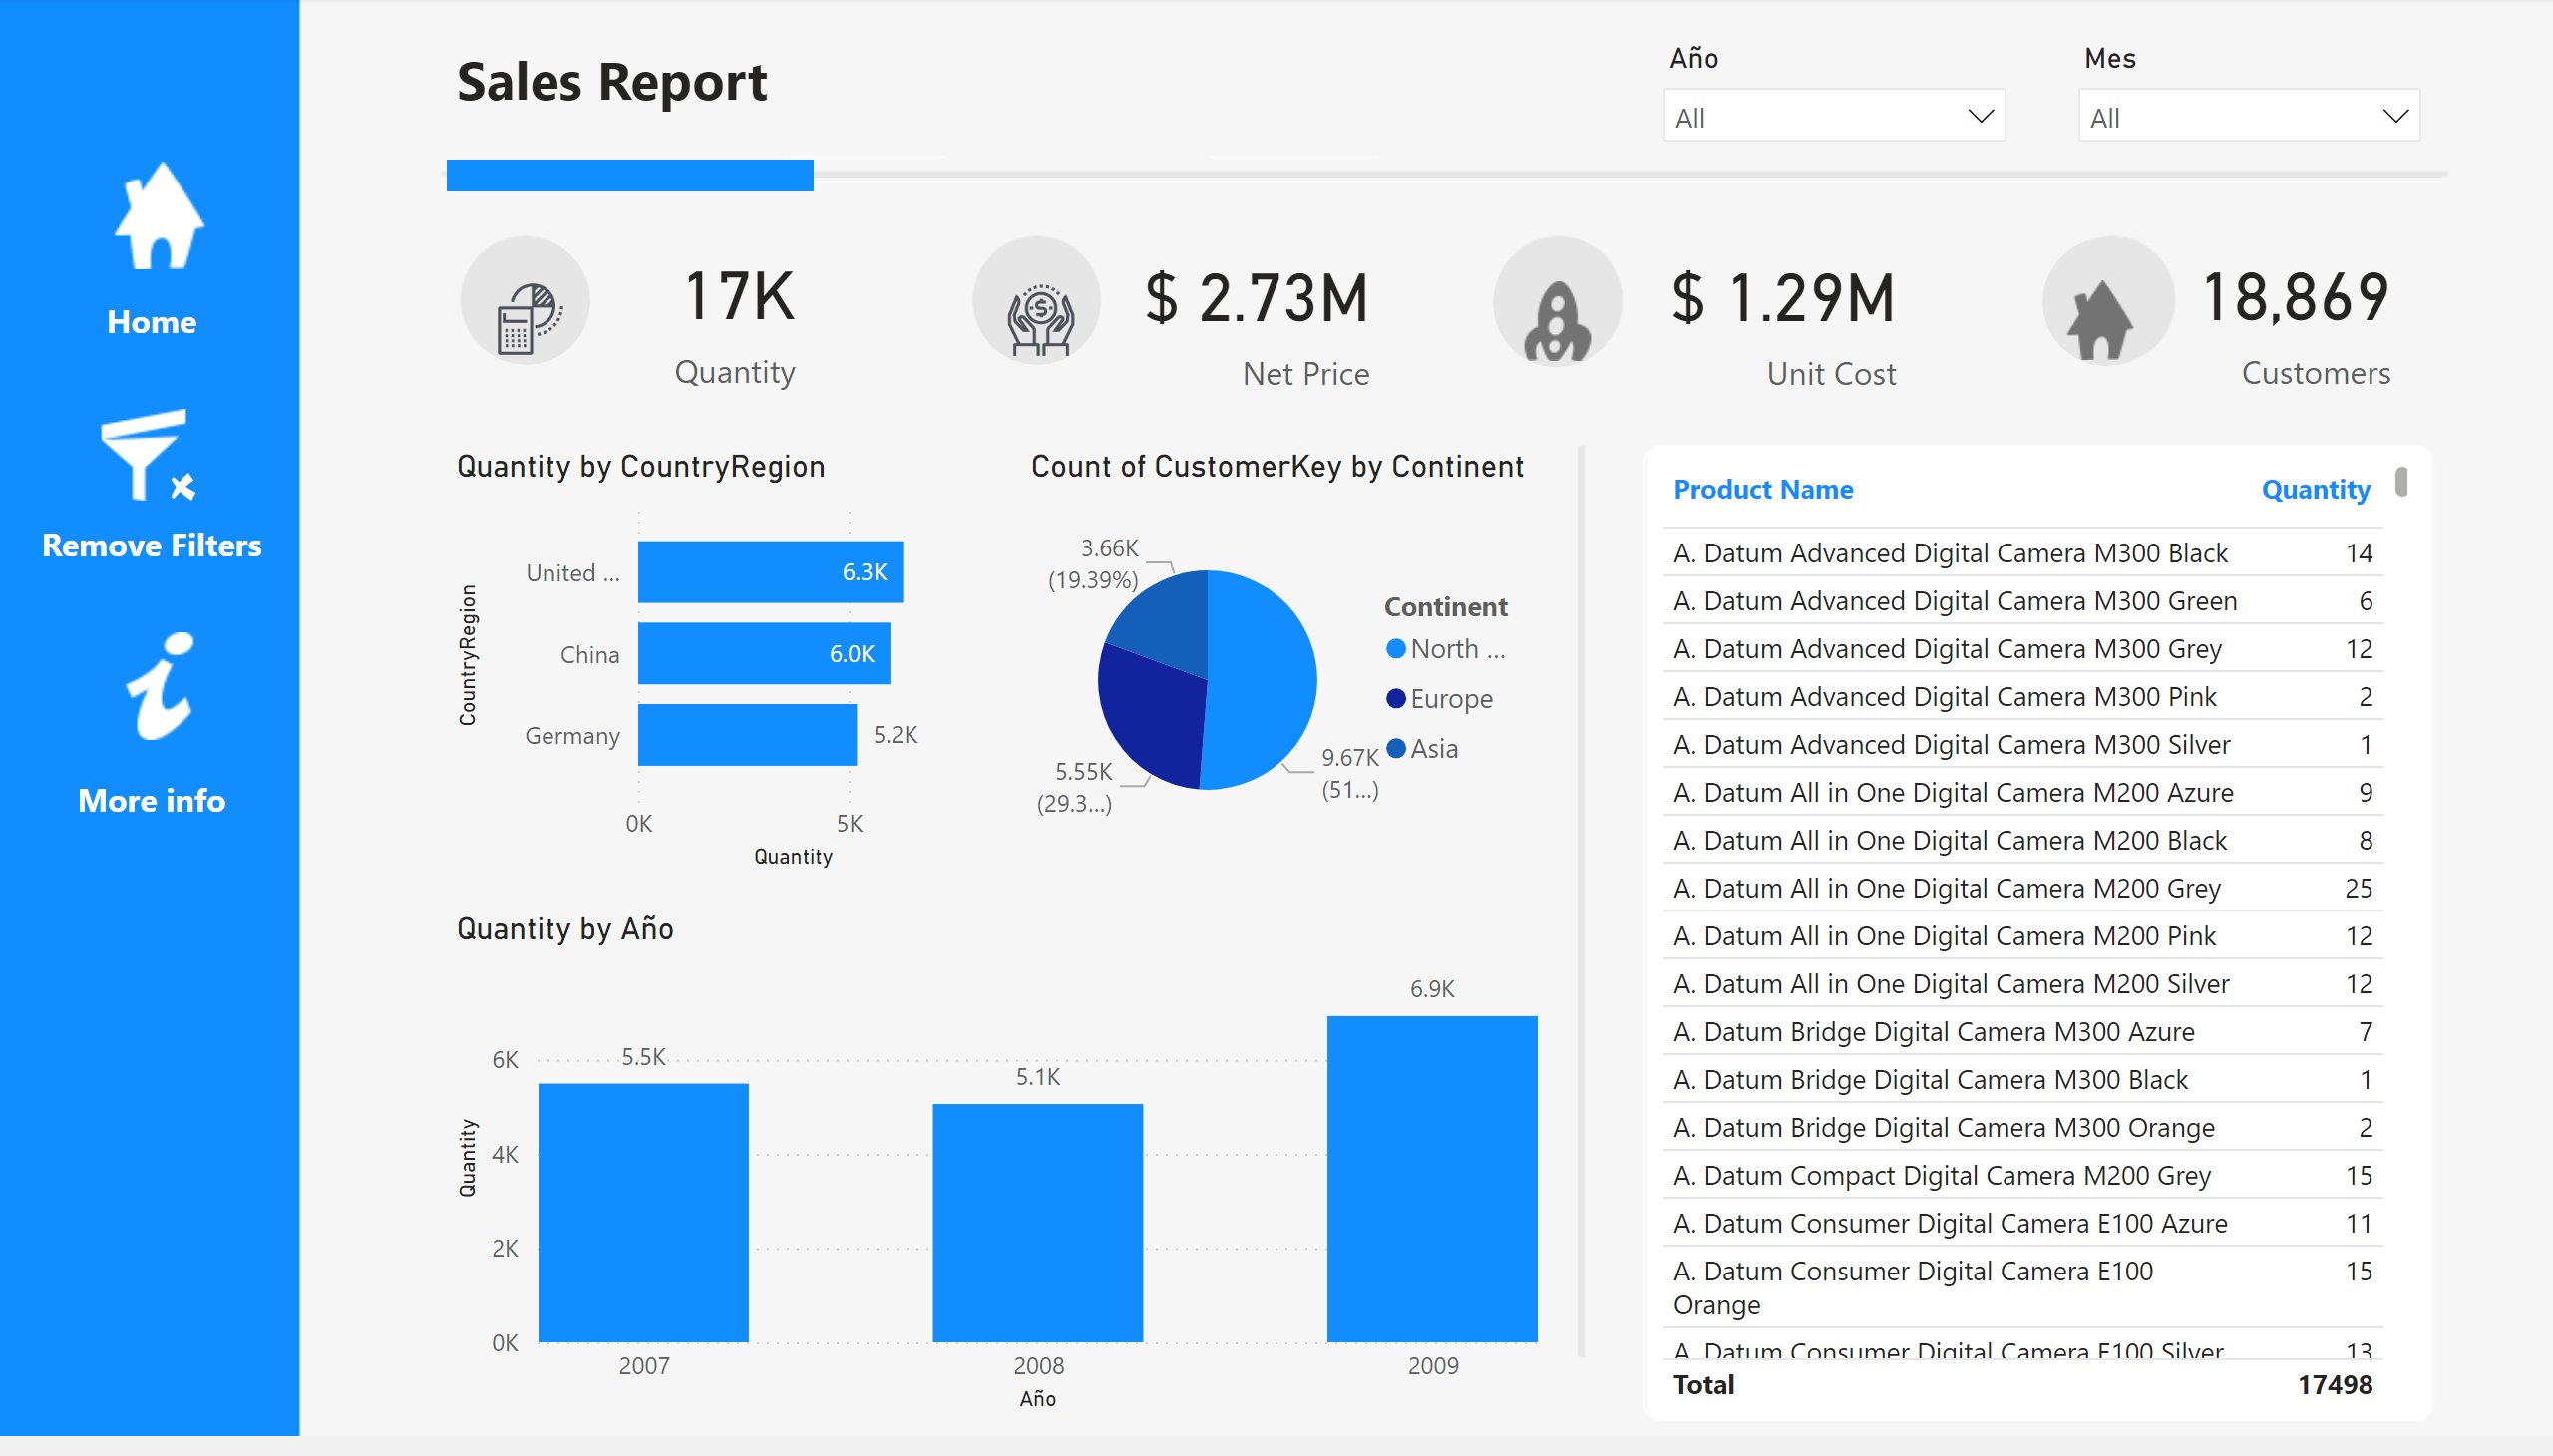 Home
Remove Filters
More info
Sales Report
Año
All
Mes
All
17K
Quantity
$ 2.73M
Net Price
$ 1.29M
Unit Cost
18,869
Customers
Quantity by CountryRegion
CountryRegion
United ...
6.3K
China
6.0K
Germany
5.2K
0K
5K
Quantity
Count of CustomerKey by Continent
3.66K
(19.39%)
5.55K
(29.3...)
9.67K
(51...)
Continent
North ...
Europe
Asia
Quantity by Año
Quantity
6K
4K
2K
0K
5.5K
5.1K
6.9K
2007
2008
2009
Año
Product Name Quantity
A. Datum Advanced Digital Camera M300 Black 14
A. Datum Advanced Digital Camera M300 Green 6
A. Datum Advanced Digital Camera M300 Grey 12
A. Datum Advanced Digital Camera M300 Pink 2
A. Datum Advanced Digital Camera M300 Silver 1
A. Datum All in One Digital Camera M200 Azure 9
A. Datum All in One Digital Camera M200 Black 8
A. Datum All in One Digital Camera M200 Grey 25
A. Datum All in One Digital Camera M200 Pink 12
A. Datum All in One Digital Camera M200 Silver 12
A. Datum Bridge Digital Camera M300 Azure 7
A. Datum Bridge Digital Camera M300 Black 1
A. Datum Bridge Digital Camera M300 Orange 2
A. Datum Compact Digital Camera M200 Grey 15
A. Datum Consumer Digital Camera E100 Azure 11
A. Datum Consumer Digital Camera E100 15
Orange
A. Datum Consumer Digital Camera E100 Silver 13
Total 17498